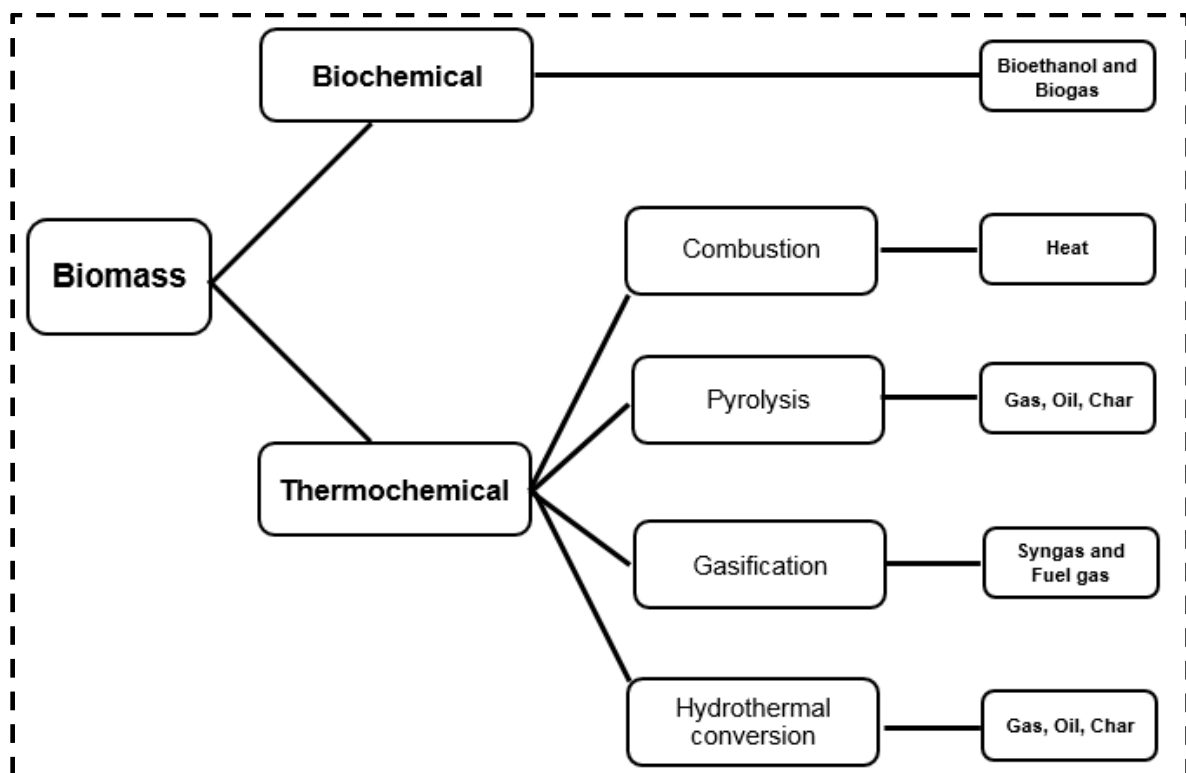 Biochemical
Bioethanol and
Biogas
Biomass
Combustion
Heat
Pyrolysis
Gas, Oil, Char
Thermochemical
Gasification
Syngas and
Fuel gas
Hydrothermal
conversion
Gas, Oil, Char